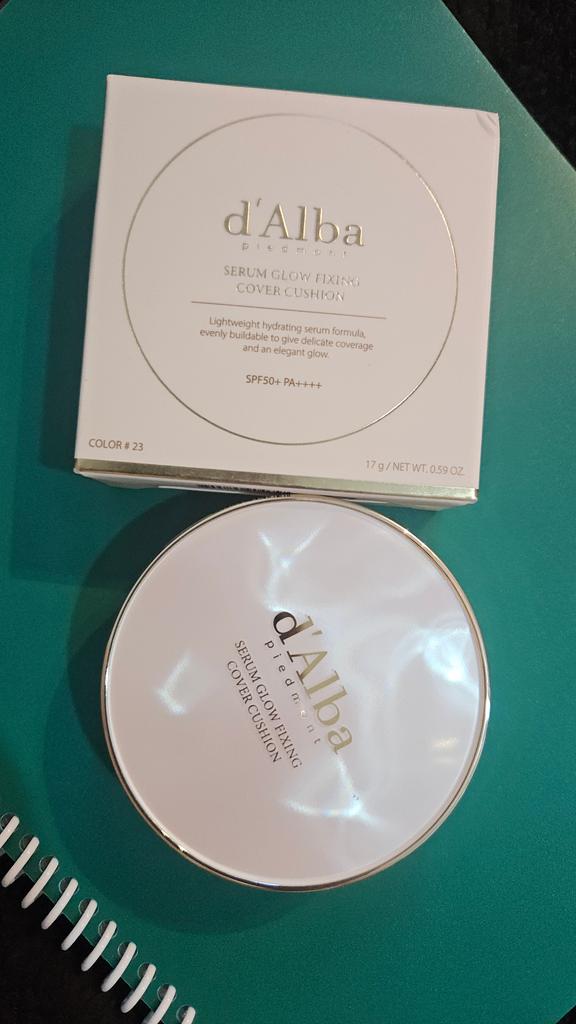 d'Alba
piedmont
SERUM GLOW FIXING
COVER CUSHION
Lightweight hydrating serum formula,
evenly buildable to give delicate coverage
and an elegant glow.
SPF50+ PA++++
COLOR # 23
17 g / NET WT. 0.59 OZ.
d'Alba
piedmont
SERUM GLOW FIXING
COVER CUSHION